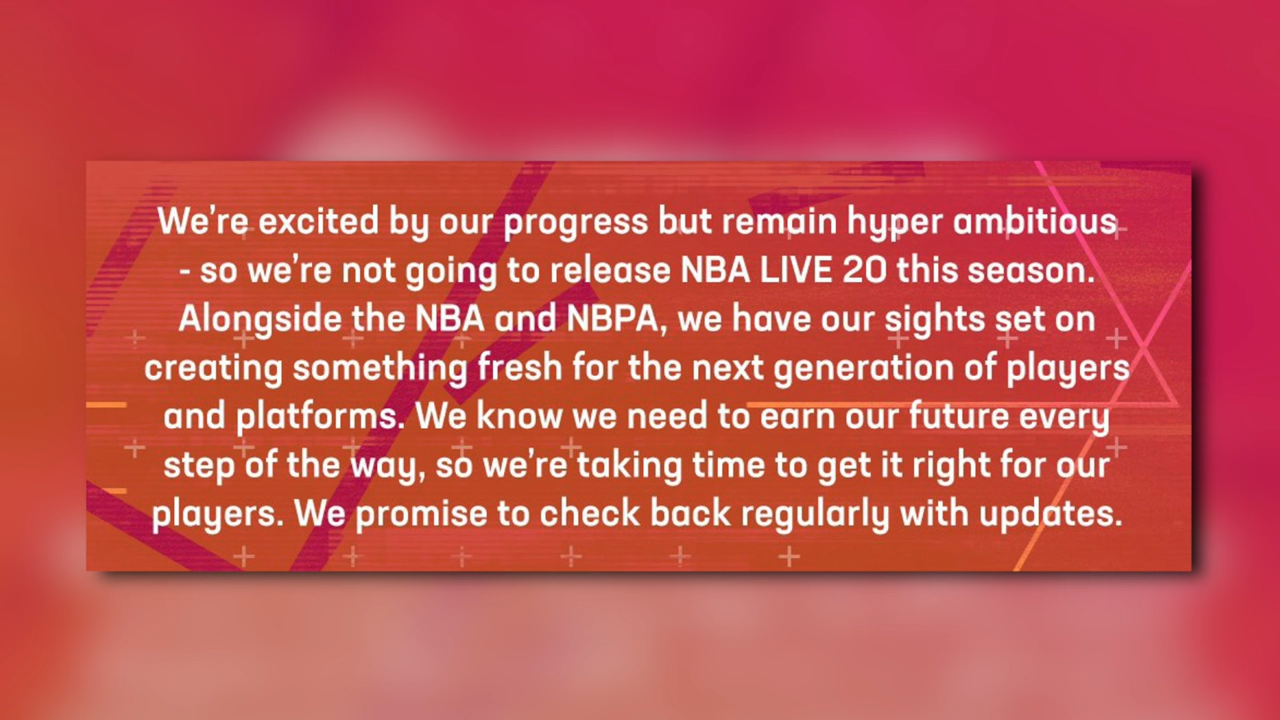 We're excited by our progress but remain hyper ambitious
- so we're not going to release NBA LIVE 20 this season.
Alongside the NBA and NBPA, we have our sights set on
creating something fresh for the next generation of players
and platforms. We know we need to earn our future every
step of the way, so we're taking time to get it right for our
players. We promise to check back regularly with updates.